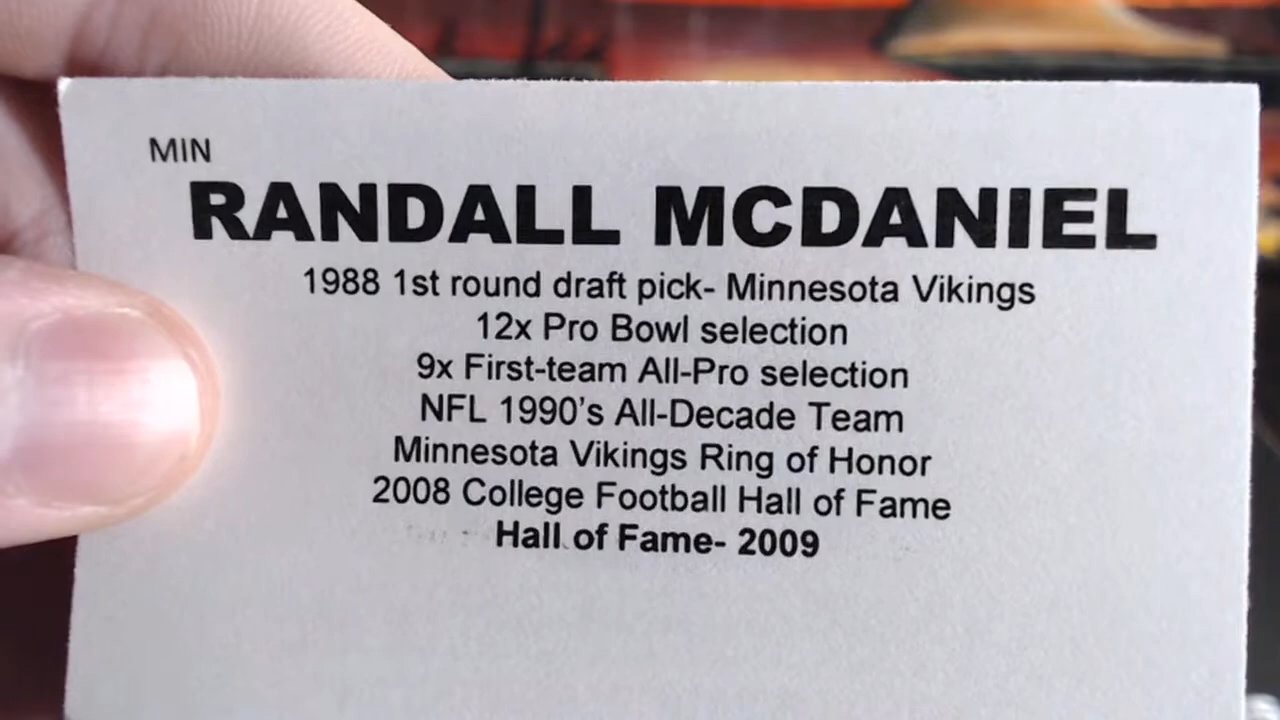 MIN
RANDALL MCDANIEL
1988 1st round draft pick- Minnesota Vikings
12x Pro Bowl selection
9x First-team All-Pro selection
NFL 1990's All-Decade Team
Minnesota Vikings Ring of Honor
2008 College Football Hall of Fame
Hall of Fame- 2009